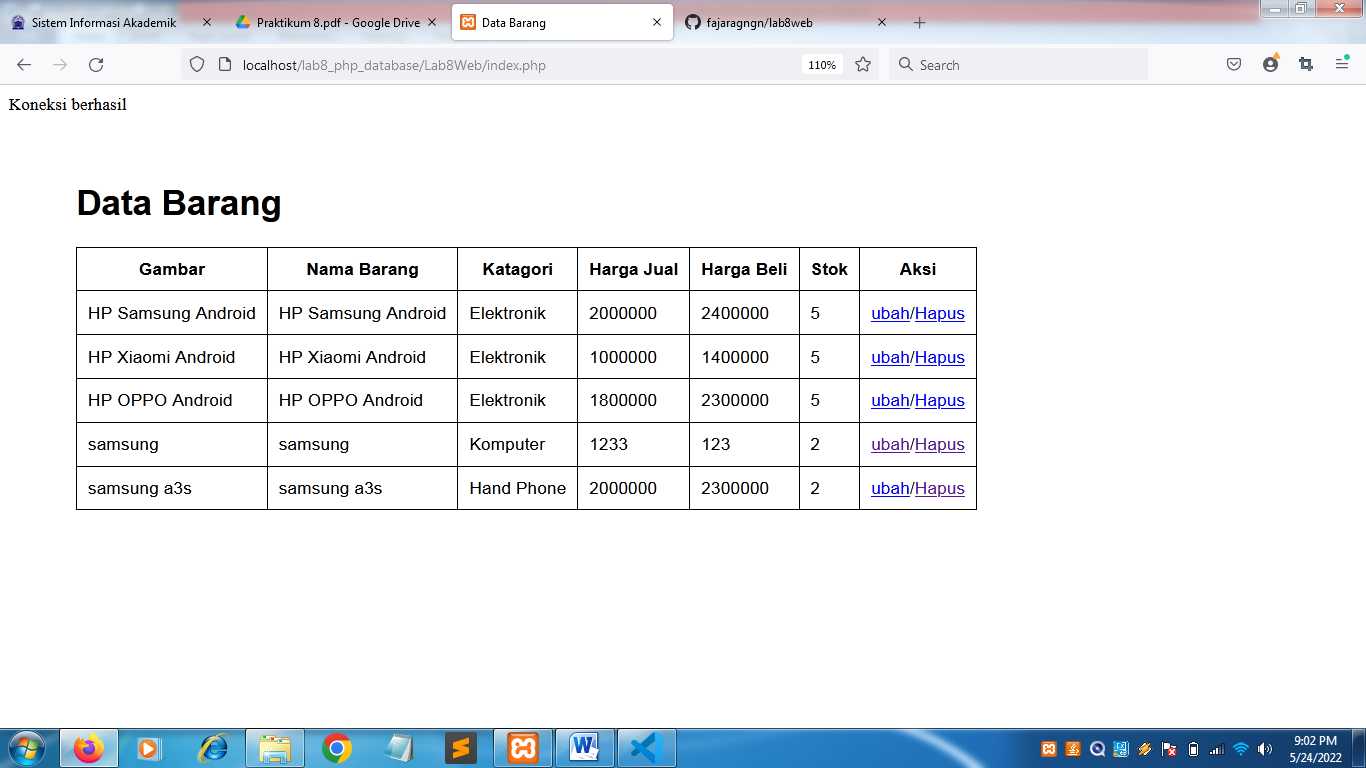 Sistem Informasi Akademik
Praktikum 8.pdf - Google Drive
Data Barang
fajaragngn/lab8web
localhost/lab8_php_database/Lab8Web/index.php
110%
Search
Koneksi berhasil
Data Barang
Gambar Nama Barang Katagori Harga Jual Harga Beli Stok Aksi
HP Samsung Android HP Samsung Android Elektronik 2000000 2400000 5 ubah/Hapus
HP Xiaomi Android HP Xiaomi Android Elektronik 1000000 1400000 5 ubah/Hapus
HP OPPO Android HP OPPO Android Elektronik 1800000 2300000 5 ubah/Hapus
samsung samsung Komputer 1233 123 2 ubah/Hapus
samsung a3s samsung a3s Hand Phone 2000000 2300000 2 ubah/Hapus
9:02 PM
5/24/2022